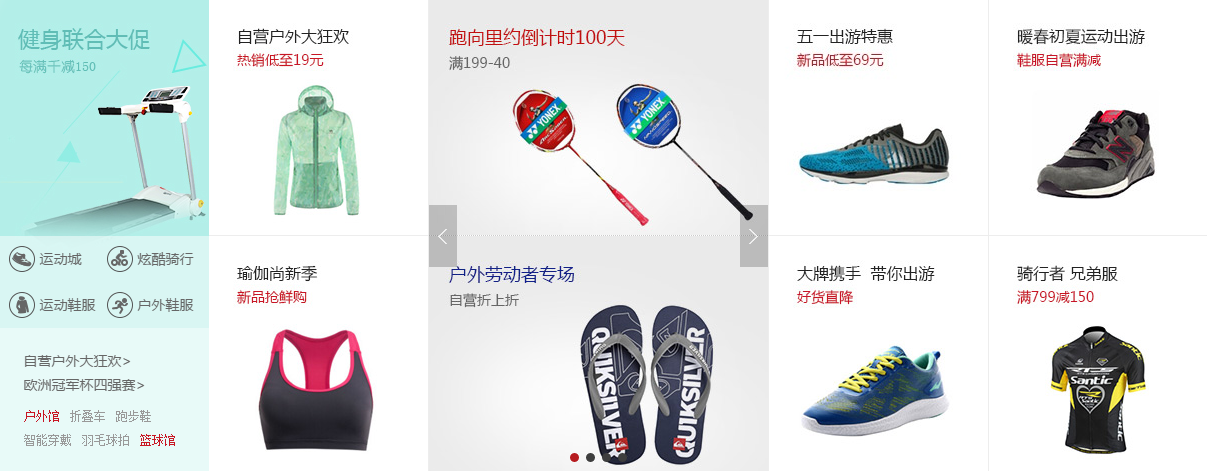 健身联合大促
每满千减150
运动城
炫酷骑行
运动鞋服
户外鞋服
自营户外大狂欢>
欧洲冠军杯四强赛>
户外馆 折叠车 跑步鞋
智能穿戴 羽毛球拍 篮球馆
自营户外大狂欢
热销低至19元
瑜伽尚新季
新品抢鲜购
跑向里约倒计时100天
满199-40
YONEX
YONEX
户外劳动者专场
自营折上折
QUIKSILVER
QUIKSILVER
五一出游特惠
新品低至69元
大牌携手 带你出游
好货直降
暖春初夏运动出游
鞋服自营满减
骑行者 兄弟服
满799减150
Santic